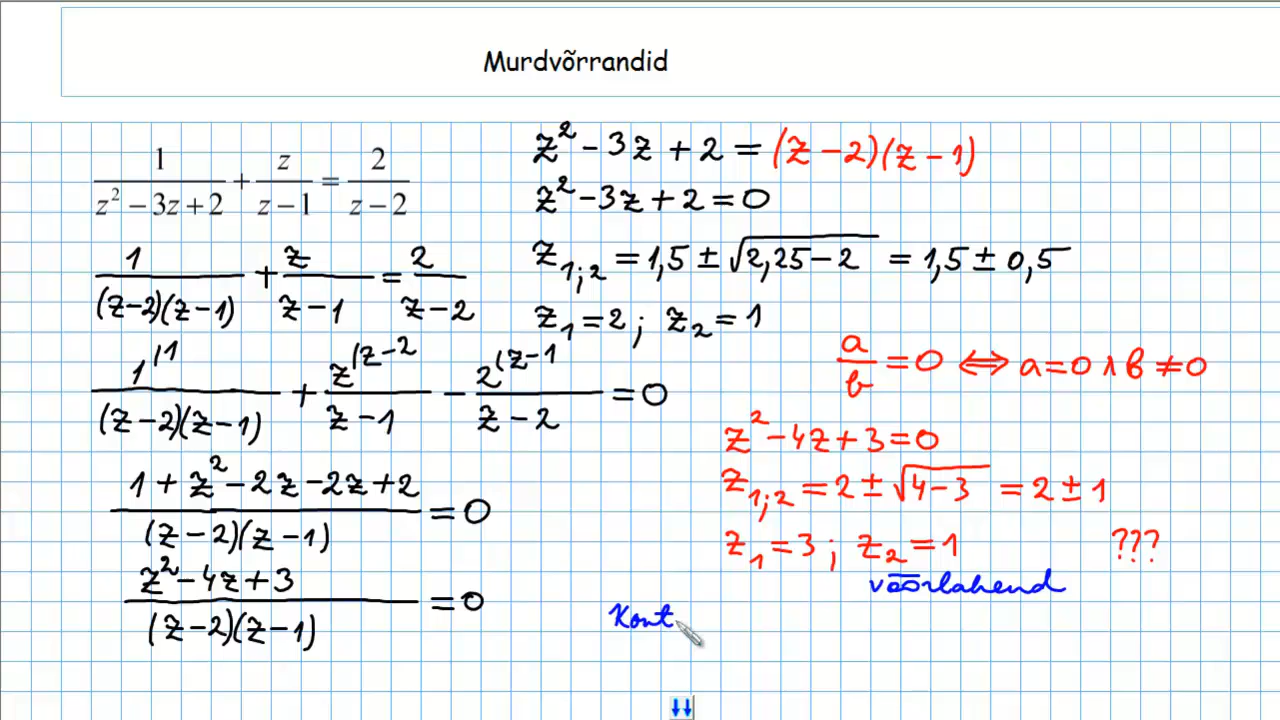 Murdvõrrandid
1/(z² − 3z + 2) + z/(z − 1) = 2/(z − 2)
1/((z−2)(z−1)) + z/(z−1) = 2/(z−2)
1^(1/((z−2)(z−1)) + z^(z−2/(z−1) − 2^(z−1/(z−2) = 0
(1 + z² − 2z − 2z + 2)/((z−2)(z−1)) = 0
(z² − 4z + 3)/((z−2)(z−1)) = 0
z² − 3z + 2 = (z − 2)(z − 1)
z² − 3z + 2 = 0
z₁;₂ = 1,5 ± √(2,25 − 2) = 1,5 ± 0,5
z₁ = 2 ; z₂ = 1
a/b = 0 ⟺ a = 0 ∧ b ≠ 0
z² − 4z + 3 = 0
z₁;₂ = 2 ± √(4 − 3) = 2 ± 1
z₁ = 3 ; z₂ = 1 ???
võõrlahend
Kont